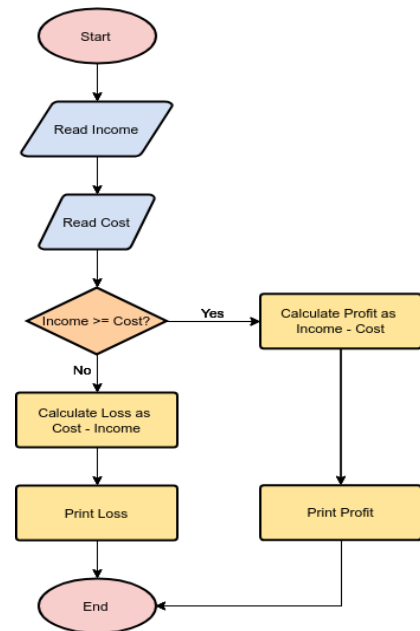 Start
Read Income
Read Cost
Income >= Cost?
Yes
Calculate Profit as
Income - Cost
No
Calculate Loss as
Cost - Income
Print Loss
Print Profit
End